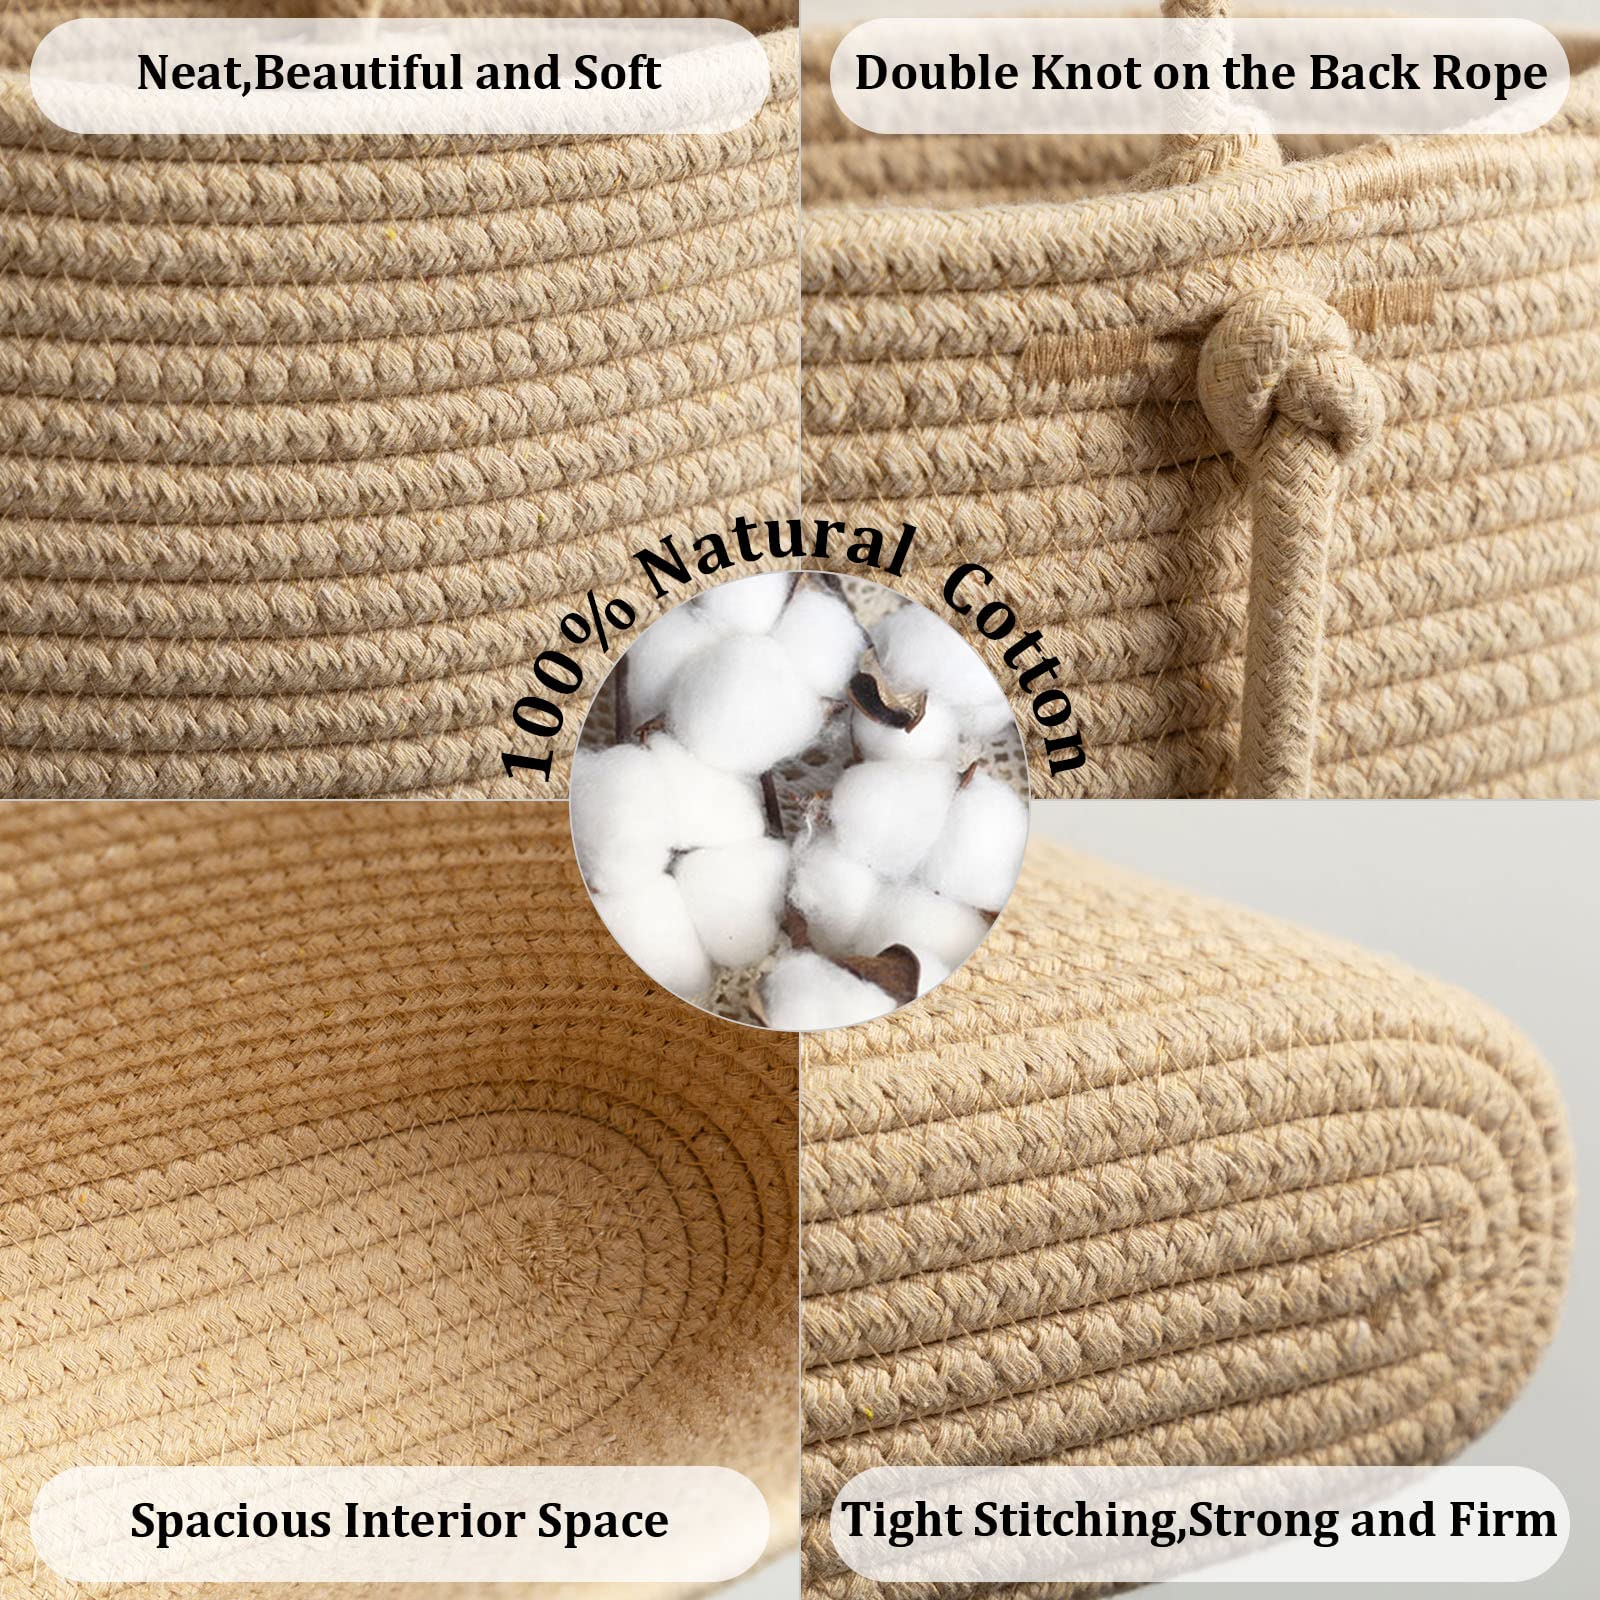 Neat,Beautiful and Soft
Double Knot on the Back Rope
100% Natural Cotton
Spacious Interior Space
Tight Stitching,Strong and Firm